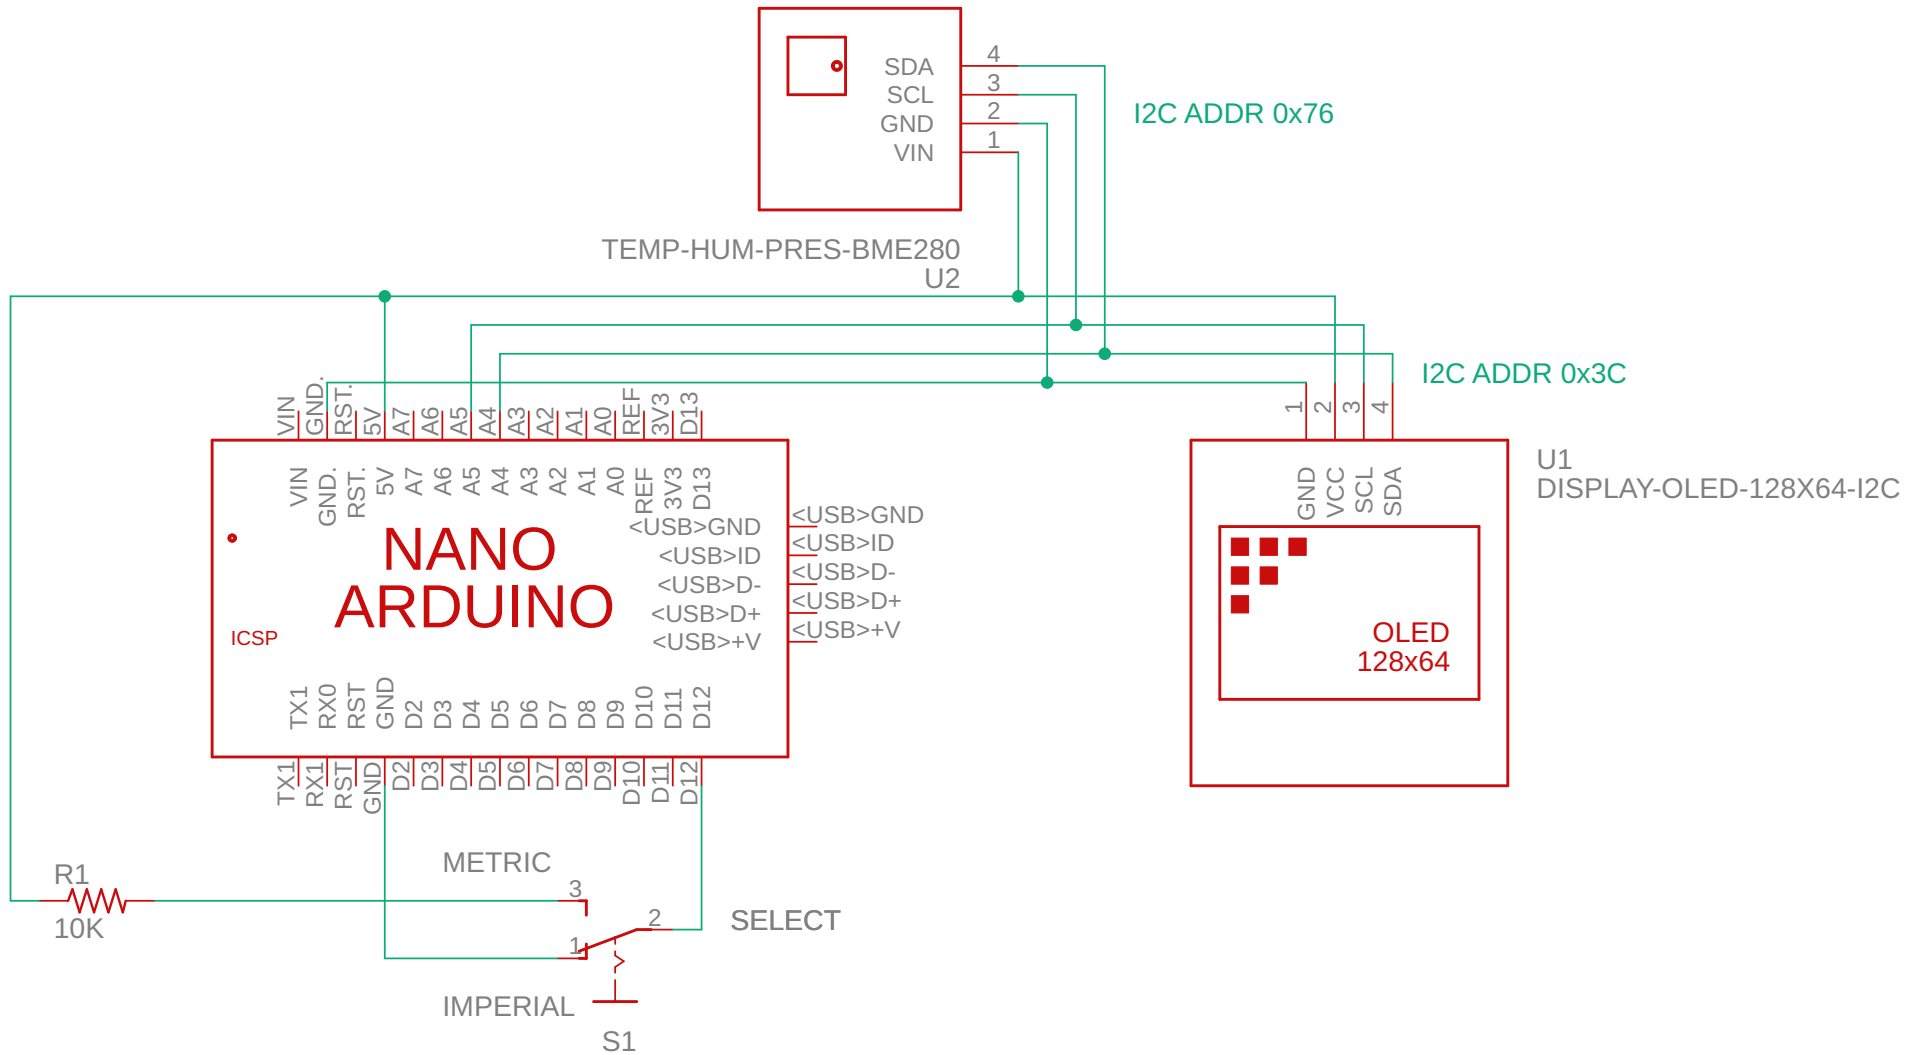 SDA
SCL
GND
VIN
4
3
2
1
I2C ADDR 0x76
TEMP-HUM-PRES-BME280
U2
I2C ADDR 0x3C
VIN
GND.
RST.
5V
A7
A6
A5
A4
A3
A2
A1
A0
REF
3V3
D13
VIN
GND.
RST.
5V
A7
A6
A5
A4
A3
A2
A1
A0
REF
3V3
D13
<USB>GND
<USB>ID
<USB>D-
<USB>D+
<USB>+V
<USB>GND
<USB>ID
<USB>D-
<USB>D+
<USB>+V
NANO
ARDUINO
ICSP
TX1
RX0
RST
GND
D2
D3
D4
D5
D6
D7
D8
D9
D10
D11
D12
TX1
RX1
RST
GND
D2
D3
D4
D5
D6
D7
D8
D9
D10
D11
D12
1
2
3
4
GND
VCC
SCL
SDA
U1
DISPLAY-OLED-128X64-I2C
OLED
128x64
R1
10K
METRIC
3
2
1
SELECT
IMPERIAL
S1